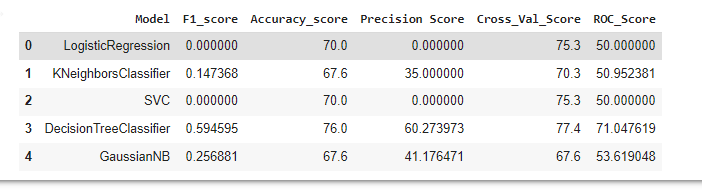 Model F1_score Accuracy_score Precision Score Cross_Val_Score ROC_Score
0 LogisticRegression 0.000000 70.0 0.000000 75.3 50.000000
1 KNeighborsClassifier 0.147368 67.6 35.000000 70.3 50.952381
2 SVC 0.000000 70.0 0.000000 75.3 50.000000
3 DecisionTreeClassifier 0.594595 76.0 60.273973 77.4 71.047619
4 GaussianNB 0.256881 67.6 41.176471 67.6 53.619048